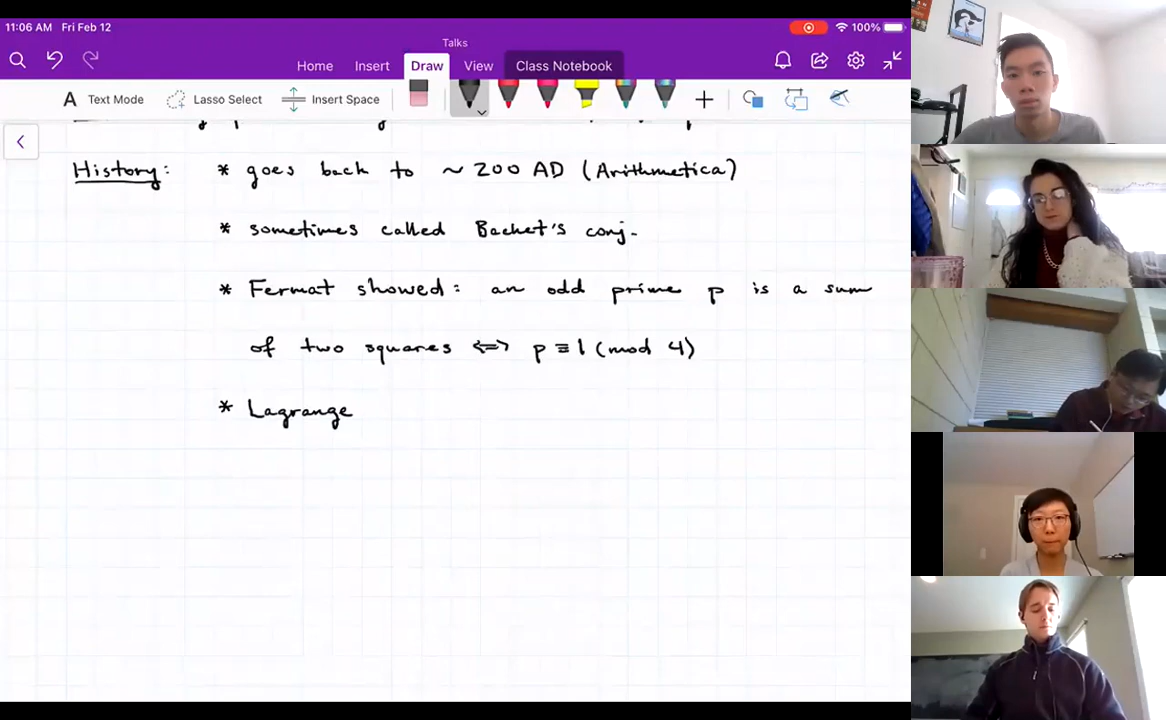 11:06 AM Fri Feb 12
100%
Talks
Home Insert Draw View Class Notebook
Text Mode Lasso Select Insert Space
History: * goes back to ~ 200 AD (Arithmetica)
* sometimes called Bachet's conj.
* Fermat showed: an odd prime p is a sum
of two squares <=> p ≡ 1 (mod 4)
* Lagrange